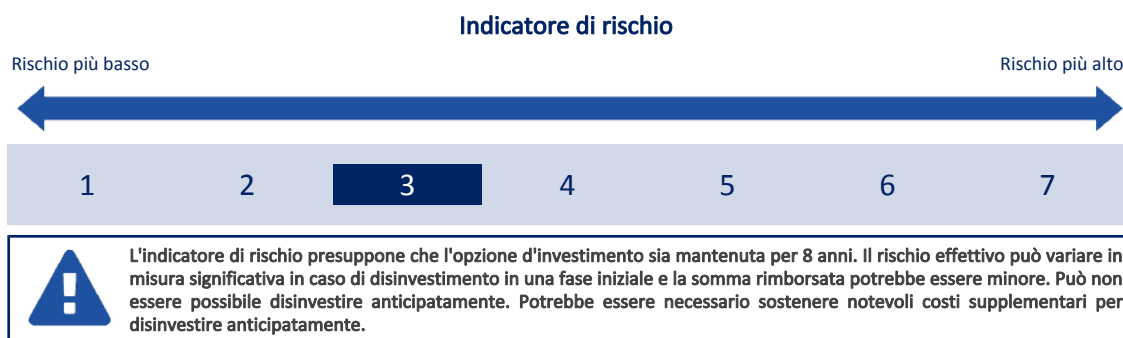 Indicatore di rischio
Rischio più basso
Rischio più alto
1 2 3 4 5 6 7
L'indicatore di rischio presuppone che l'opzione d'investimento sia mantenuta per 8 anni. Il rischio effettivo può variare in
misura significativa in caso di disinvestimento in una fase iniziale e la somma rimborsata potrebbe essere minore. Può non
essere possibile disinvestire anticipatamente. Potrebbe essere necessario sostenere notevoli costi supplementari per
disinvestire anticipatamente.